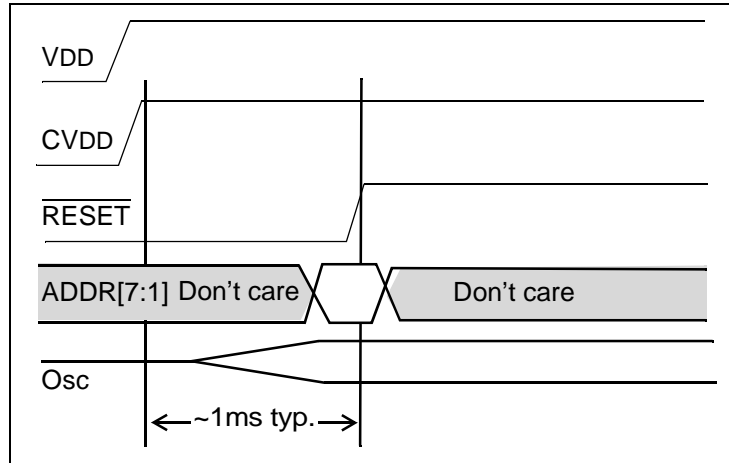 VDD
CVDD
RESET
ADDR[7:1] Don't care Don't care
Osc
~1ms typ.